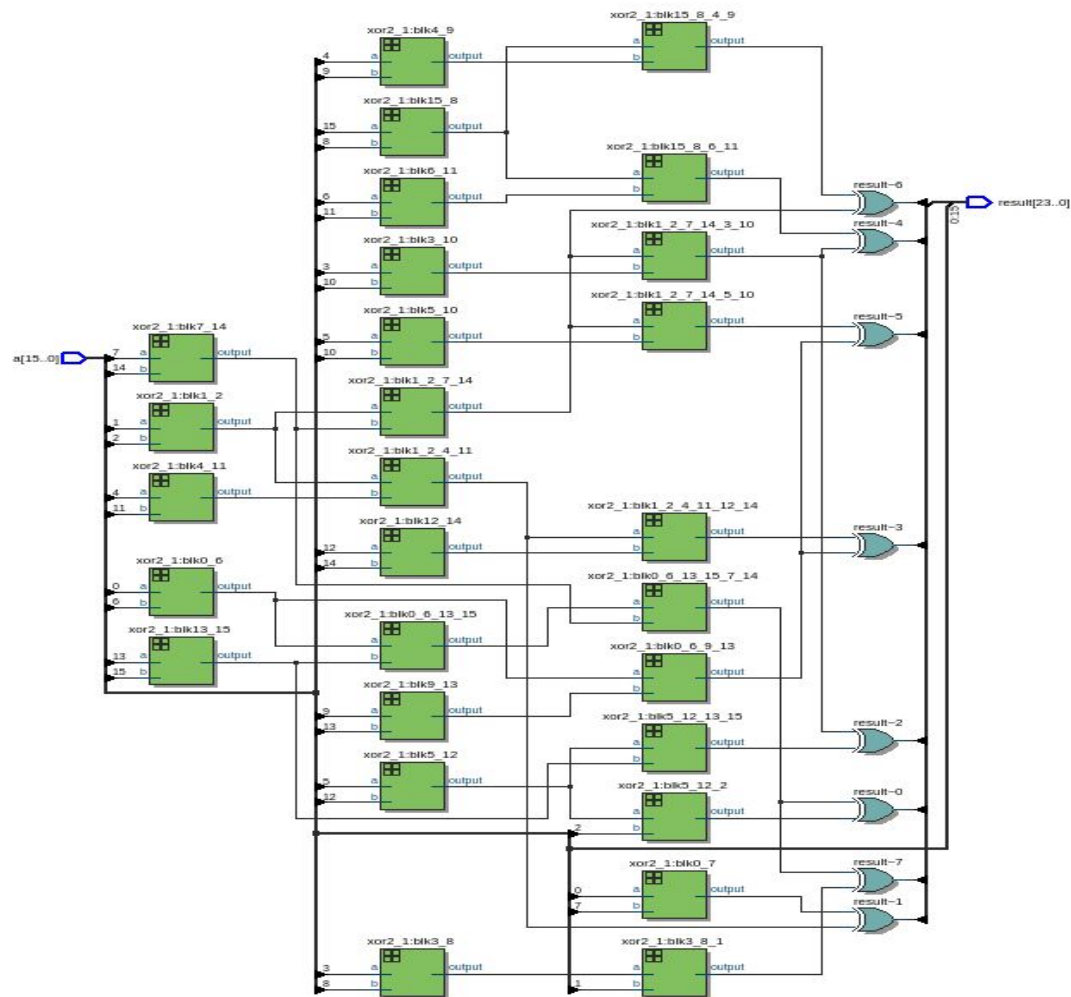 a[15..0]
xor2_1:blk7_14
7 a output
14 b
xor2_1:blk1_2
1 a output
2 b
xor2_1:blk4_11
4 a output
11 b
xor2_1:blk0_6
0 a output
6 b
xor2_1:blk13_15
13 a output
15 b
xor2_1:blk4_9
4 a output
9 b
xor2_1:blk15_8
15 a output
8 b
xor2_1:blk6_11
6 a output
11 b
xor2_1:blk3_10
3 a output
10 b
xor2_1:blk5_10
5 a output
10 b
xor2_1:blk1_2_7_14
a output
b
xor2_1:blk1_2_4_11
a output
b
xor2_1:blk12_14
12 a output
14 b
xor2_1:blk0_6_13_15
a output
b
xor2_1:blk9_13
9 a output
13 b
xor2_1:blk5_12
5 a output
12 b
xor2_1:blk3_8
3 a output
8 b
xor2_1:blk15_8_4_9
a output
b
xor2_1:blk15_8_6_11
a output
b
xor2_1:blk1_2_7_14_3_10
a output
b
xor2_1:blk1_2_7_14_5_10
a output
b
xor2_1:blk1_2_4_11_12_14
a output
b
xor2_1:blk0_6_13_15_7_14
a output
b
xor2_1:blk0_6_9_13
a output
b
xor2_1:blk5_12_13_15
a output
b
xor2_1:blk5_12_2
a output
2 b
xor2_1:blk0_7
0 a output
7 b
xor2_1:blk3_8_1
a output
1 b
result~6
result~4
result~5
result~3
result~2
result~0
result~7
result~1
0:15
result[23..0]